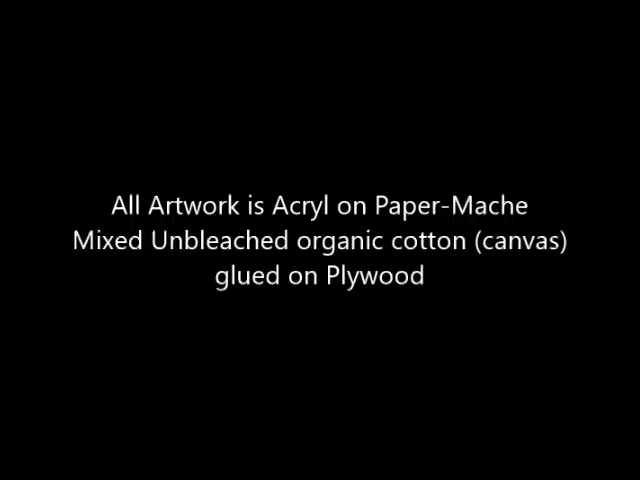 All Artwork is Acryl on Paper-Mache
Mixed Unbleached organic cotton (canvas)
glued on Plywood